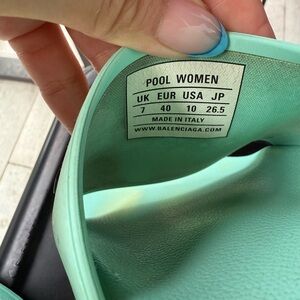 POOL WOMEN
UK EUR USA JP
7 40 10 26.5
MADE IN ITALY
WWW.BALENCIAGA.COM